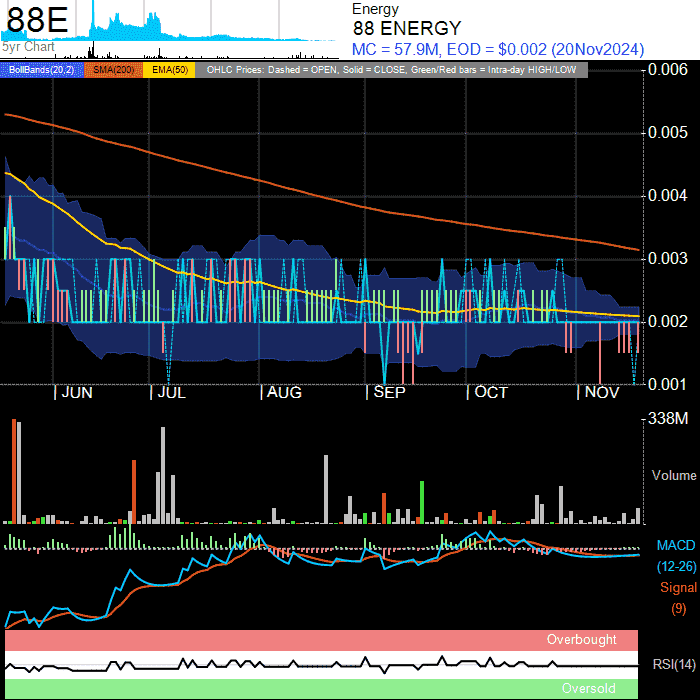 88E
5yr Chart
Energy
88 ENERGY
MC = 57.9M, EOD = $0.002 (20Nov2024)
BollBands(20,2) SMA(200) EMA(50) OHLC Prices: Dashed = OPEN, Solid = CLOSE, Green/Red bars = Intra-day HIGH/LOW
0.006
0.005
0.004
0.003
0.002
0.001
JUN JUL AUG SEP OCT NOV
338M
Volume
MACD
(12-26)
Signal
(9)
Overbought
RSI(14)
Oversold